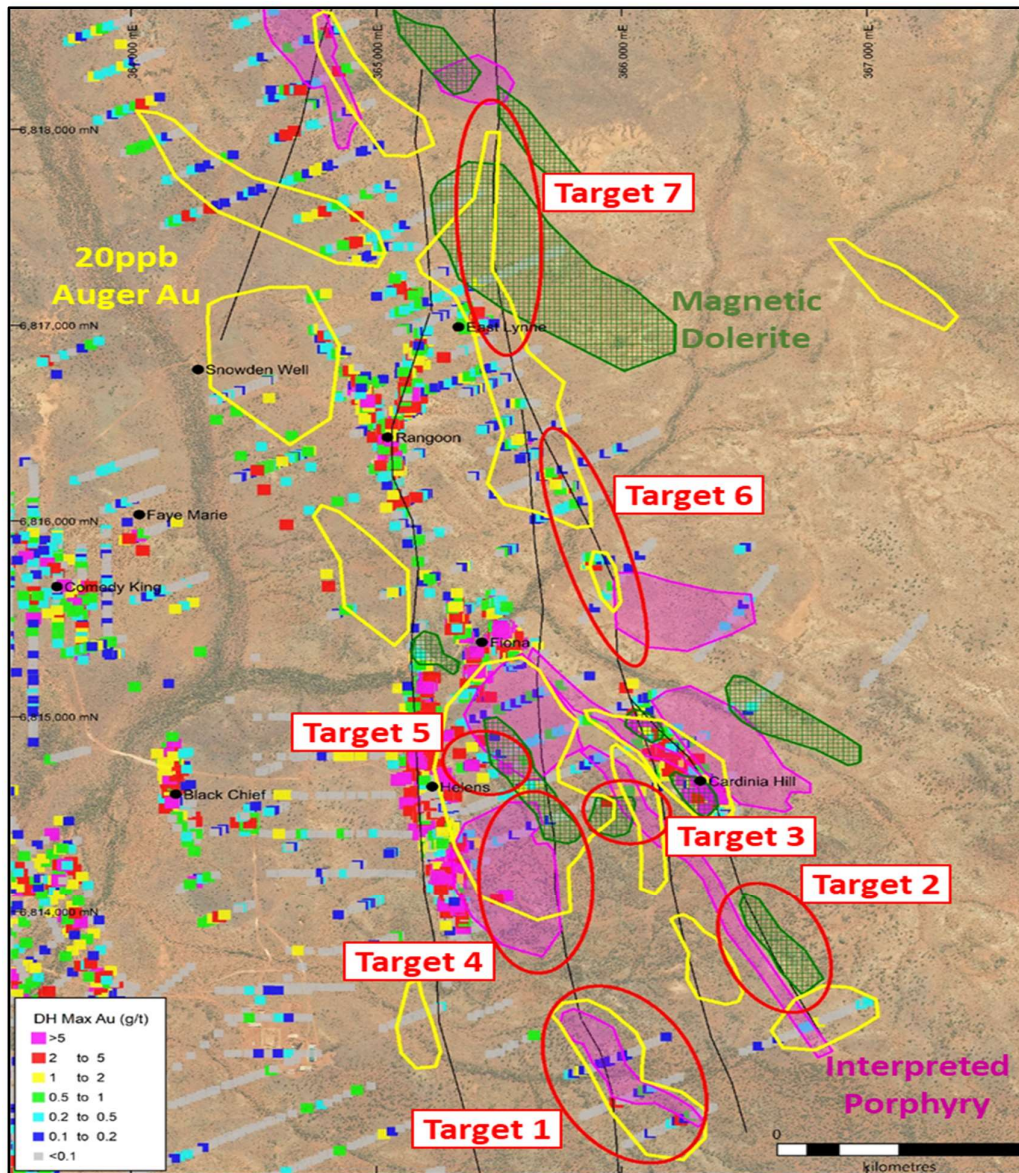 364,000 mE
365,000 mE
366,000 mE
367,000 mE
6,818,000 mN
Target 7
20ppb
Auger Au
Magnetic
Dolerite
6,817,000 mN
East Lynne
Snowden Well
Rangoon
Target 6
Faye Marie
6,816,000 mN
Comedy King
Fiona
6,815,000 mN
Target 5
Cardinia Hill
Helens
Black Chief
Target 3
Target 2
6,814,000 mN
Target 4
DH Max Au (g/t)
>5
2 to 5
1 to 2
0.5 to 1
0.2 to 0.5
0.1 to 0.2
<0.1
Interpreted
Porphyry
Target 1
0
kilometres